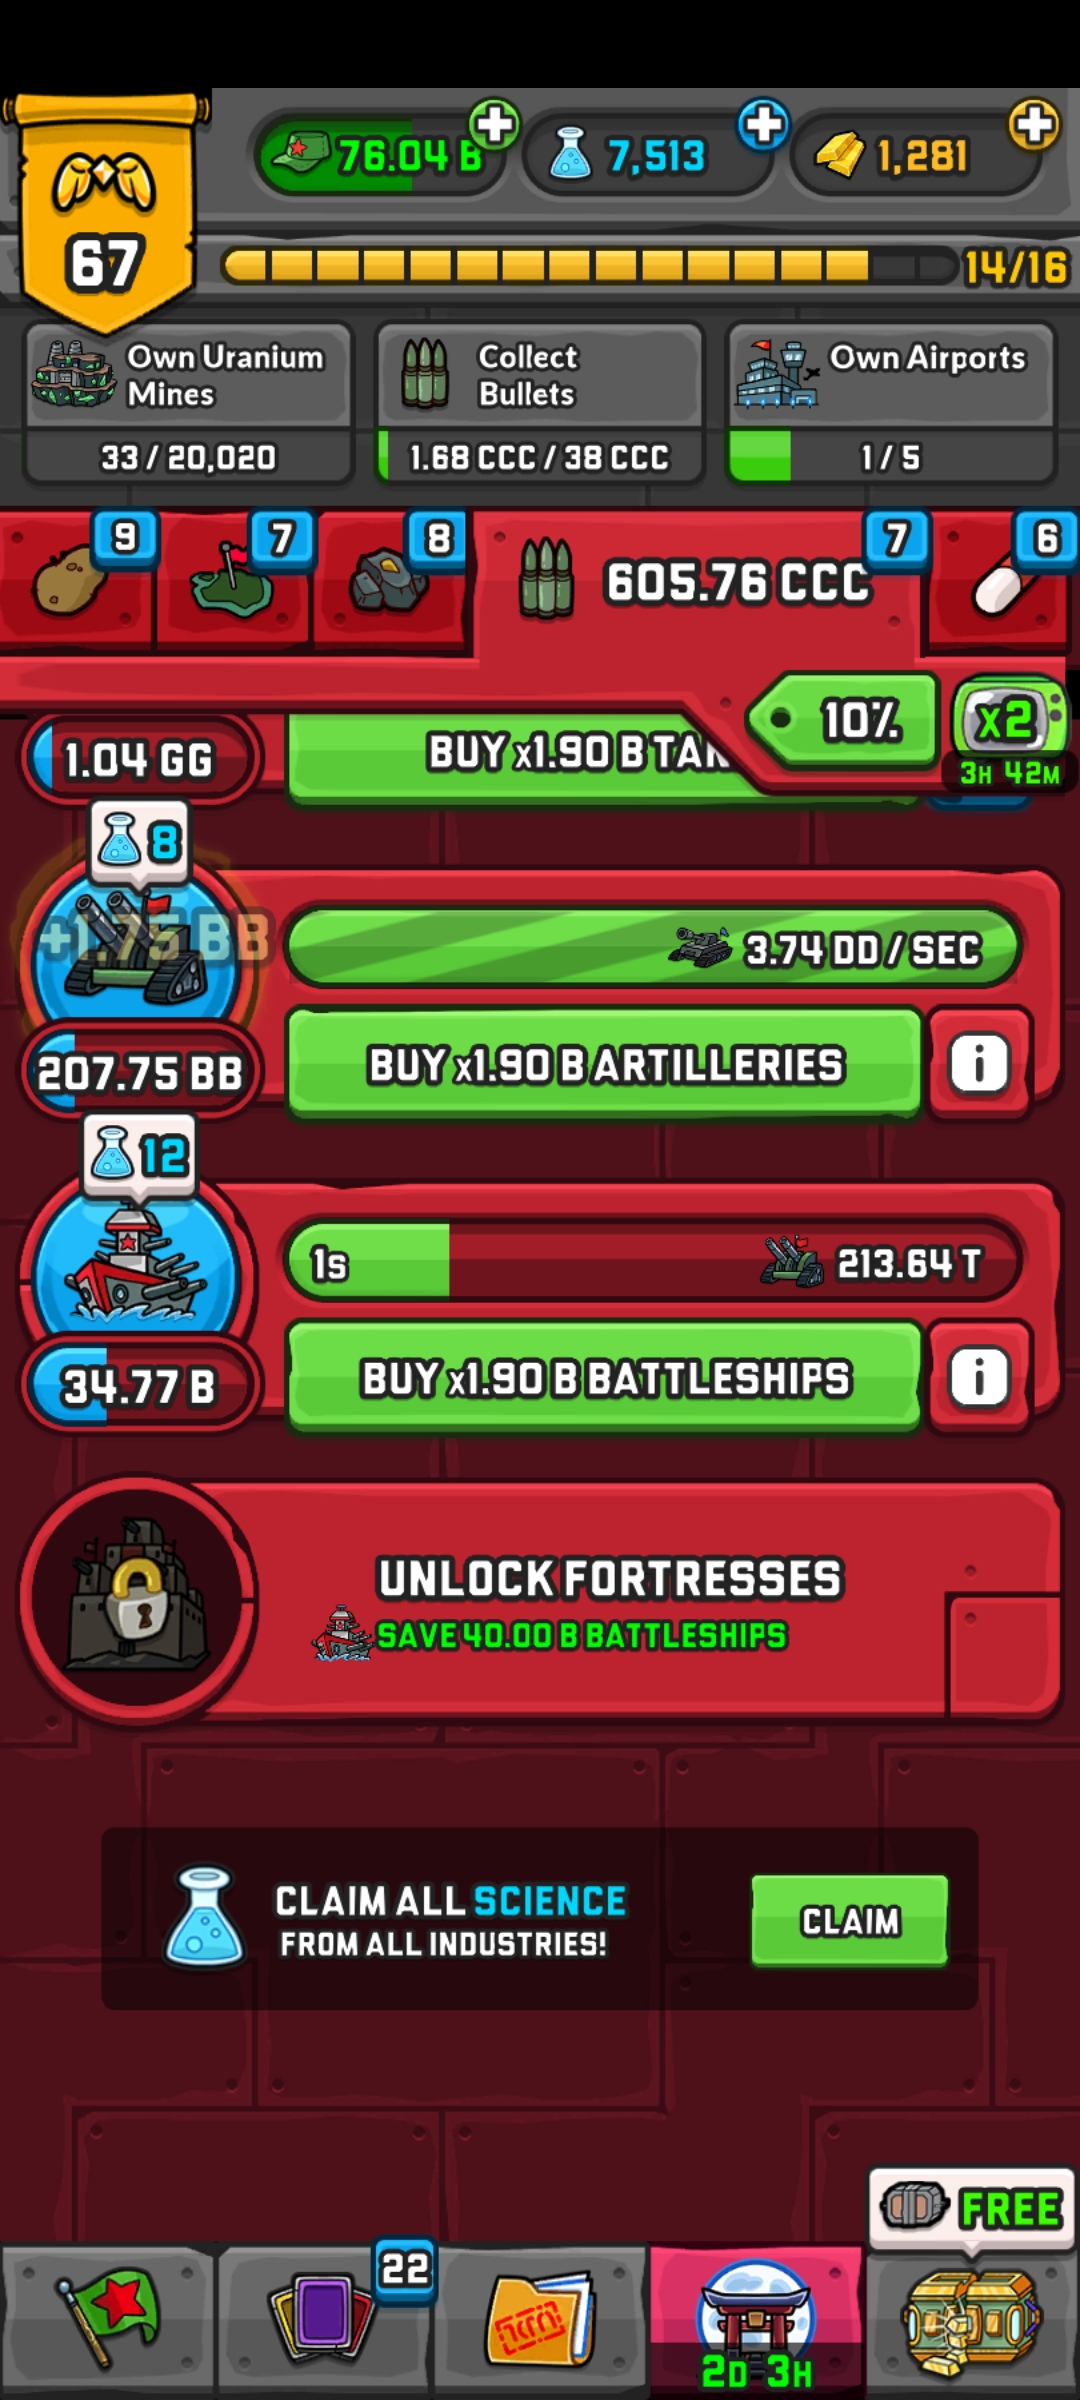 76.04 B
7,513
1,281
67
14/16
Own Uranium
Mines
33 / 20,020
Collect
Bullets
1.68 CCC / 38 CCC
Own Airports
1 / 5
9
7
8
605.76 CCC
7
6
10%
x2
3H 42M
1.04 GG
BUY x1.90 B TAN
8
+1.75 BB
3.74 DD / SEC
207.75 BB
BUY x1.90 B ARTILLERIES
i
12
1s
213.64 T
34.77 B
BUY x1.90 B BATTLESHIPS
i
UNLOCK FORTRESSES
SAVE 40.00 B BATTLESHIPS
CLAIM ALL SCIENCE
FROM ALL INDUSTRIES!
CLAIM
FREE
22
2D 3H